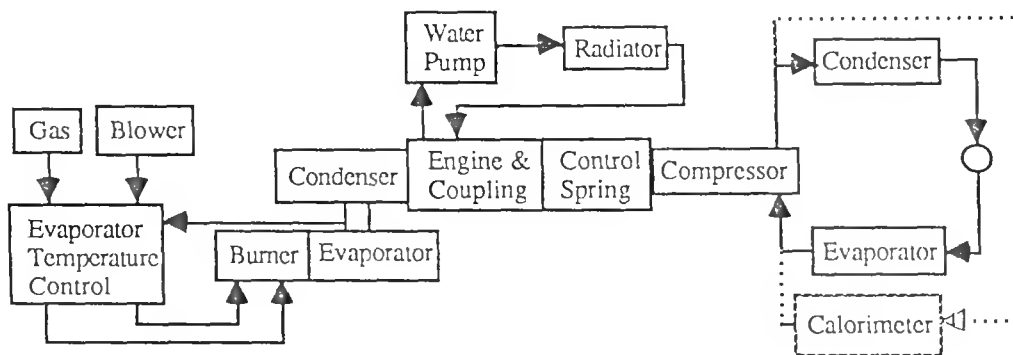 Water
Pump
Radiator
Condenser
Gas
Blower
Condenser
Engine &
Coupling
Control
Spring
Compressor
Evaporator
Temperature
Control
Burner
Evaporator
Evaporator
Calorimeter